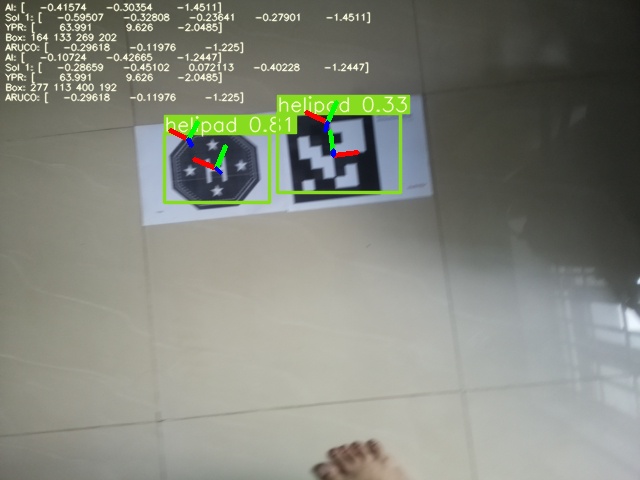 AI: [ -0.41574 -0.30354 -1.4511]
Sol 1: [ -0.59507 -0.32808 -0.23641 -0.27901 -1.4511]
YPR: [ 63.991 9.626 -2.0485]
Box: 164 133 269 202
ARUCO: [ -0.29618 -0.11976 -1.225]
AI: [ -0.10724 -0.42665 -1.2447]
Sol 1: [ -0.28659 -0.45102 0.072113 -0.40228 -1.2447]
YPR: [ 63.991 9.626 -2.0485]
Box: 277 113 400 192
ARUCO: [ -0.29618 -0.11976 -1.225]
helipad 0.33
helipad 0.81
H